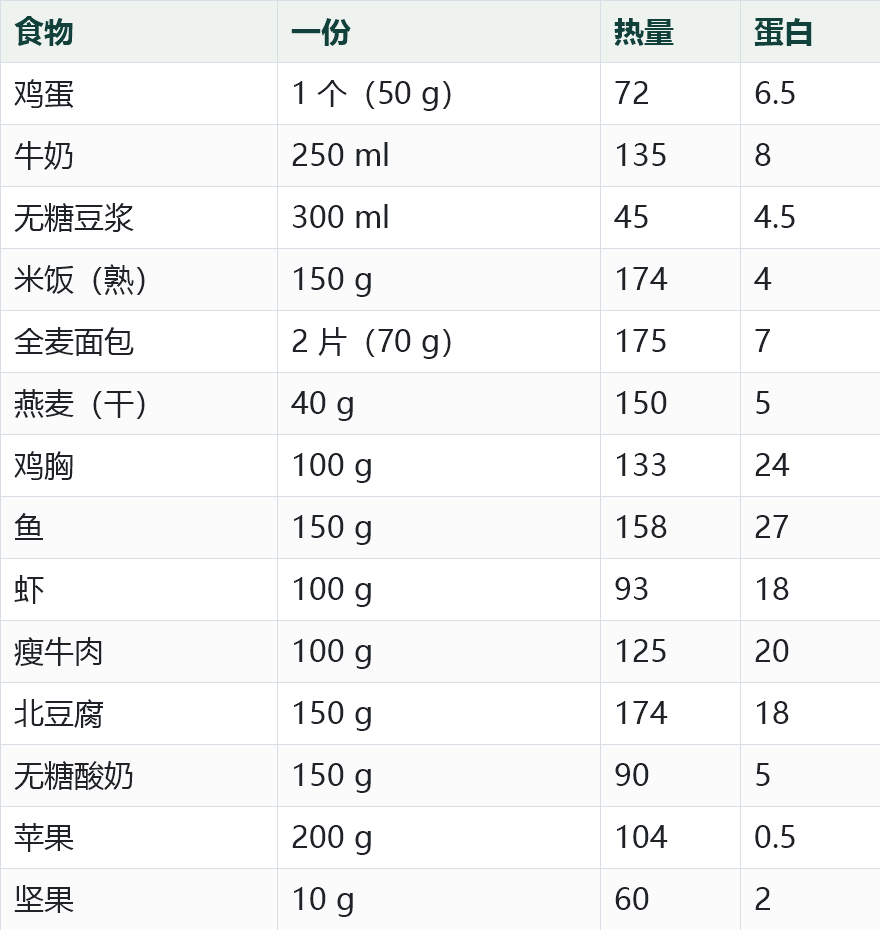 食物 一份 热量 蛋白
鸡蛋 1 个（50 g） 72 6.5
牛奶 250 ml 135 8
无糖豆浆 300 ml 45 4.5
米饭（熟） 150 g 174 4
全麦面包 2 片（70 g） 175 7
燕麦（干） 40 g 150 5
鸡胸 100 g 133 24
鱼 150 g 158 27
虾 100 g 93 18
瘦牛肉 100 g 125 20
北豆腐 150 g 174 18
无糖酸奶 150 g 90 5
苹果 200 g 104 0.5
坚果 10 g 60 2